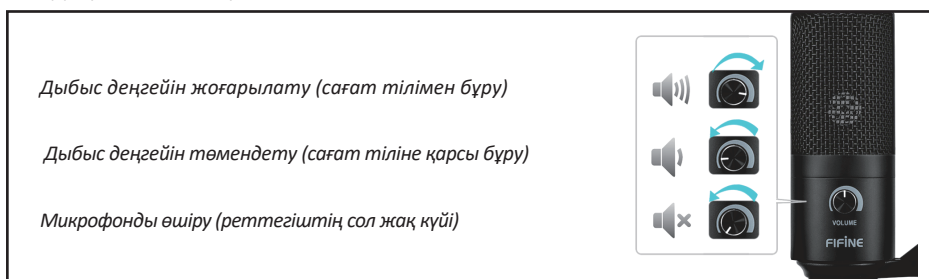 Дыбыс деңгейін жоғарылату (сағат тілімен бұру)
Дыбыс деңгейін төмендету (сағат тіліне қарсы бұру)
Микрофонды өшіру (реттегіштің сол жақ күйі)
VOLUME
FIFINE